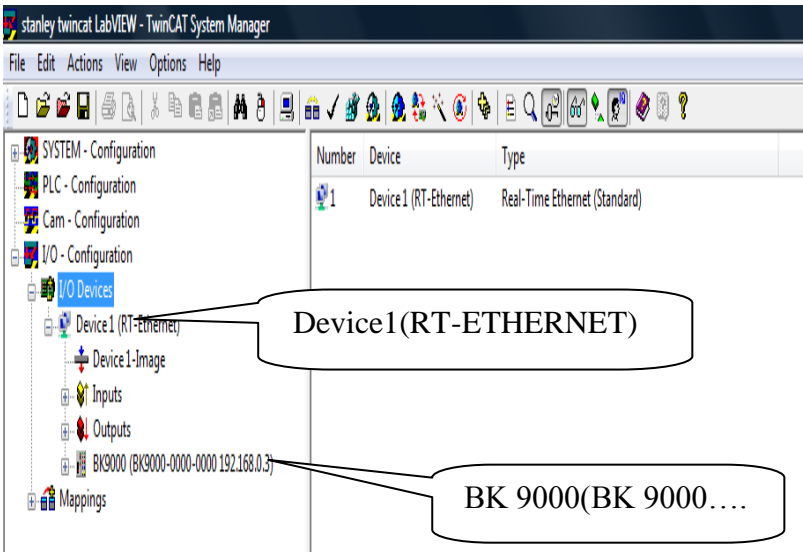 stanley twincat LabVIEW - TwinCAT System Manager
File Edit Actions View Options Help
SYSTEM - Configuration
PLC - Configuration
Cam - Configuration
I/O - Configuration
I/O Devices
Device 1 (RT-Ethernet)
Device 1-Image
Inputs
Outputs
BK9000 (BK9000-0000-0000 192.168.0.3)
Mappings
Number Device Type
1 Device 1 (RT-Ethernet) Real-Time Ethernet (Standard)
Device1(RT-ETHERNET)
BK 9000(BK 9000….